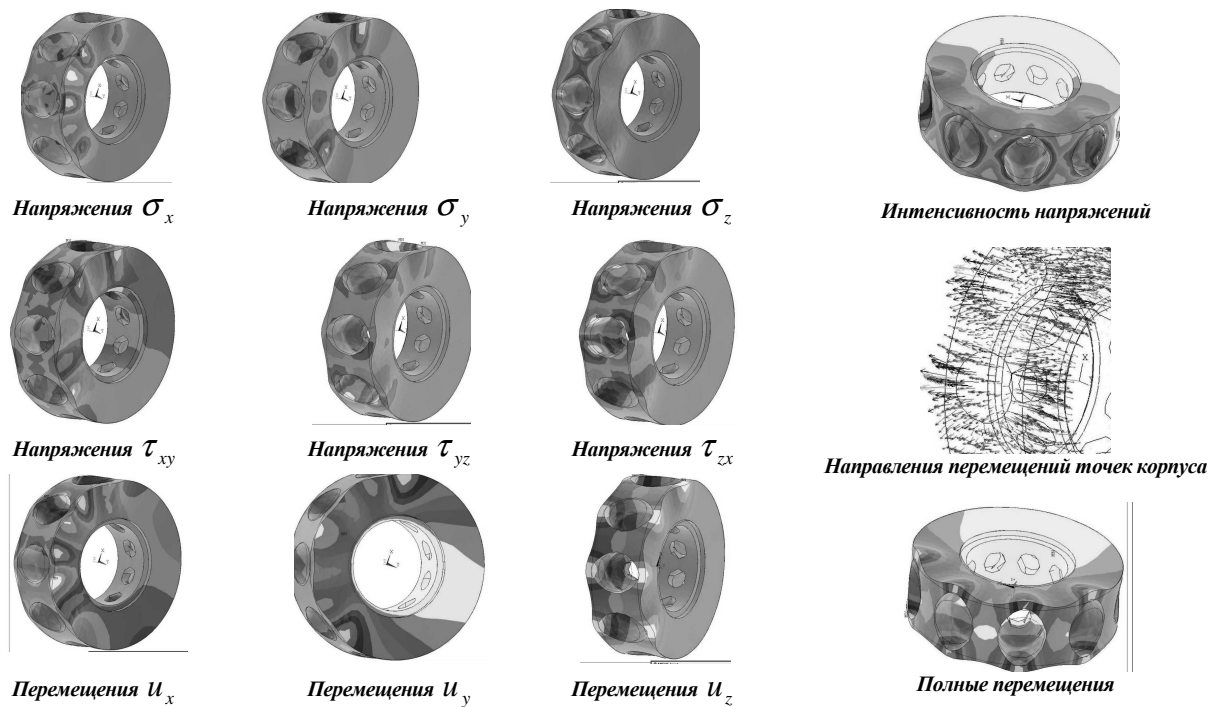 Напряжения σx
Напряжения σy
Напряжения σz
Интенсивность напряжений
Напряжения τxy
Напряжения τyz
Напряжения τzx
Направления перемещений точек корпуса
Перемещения ux
Перемещения uy
Перемещения uz
Полные перемещения